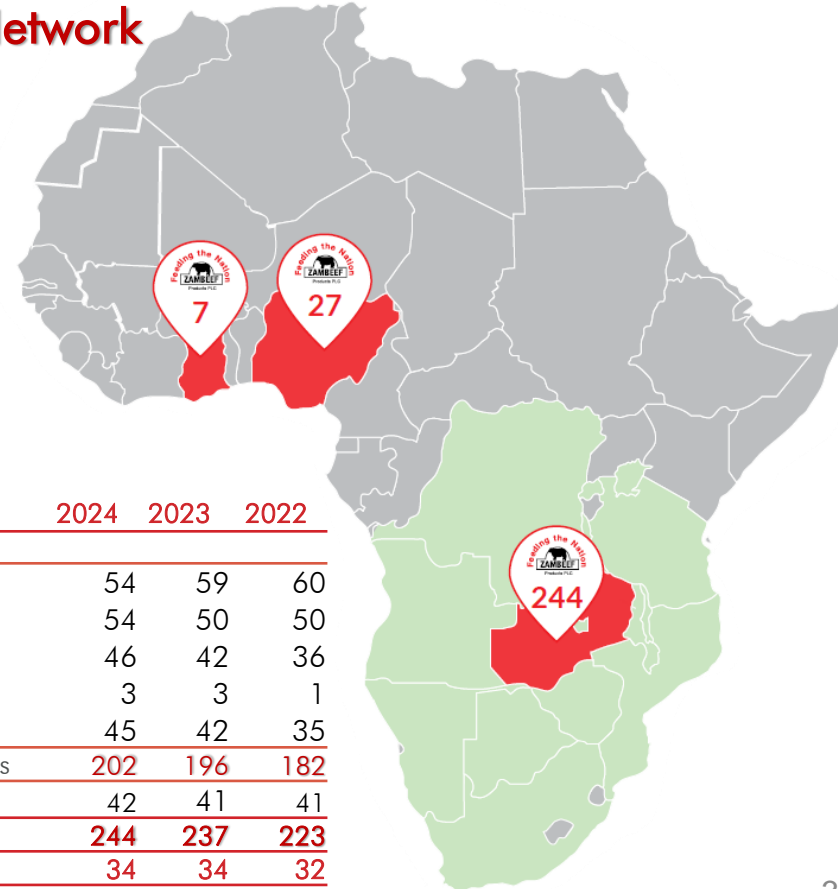 Network
Feeding the Nation
ZAMBEEF
Products PLC
7
Feeding the Nation
ZAMBEEF
Products PLC
27
Feeding the Nation
ZAMBEEF
Products PLC
244
2024 2023 2022
54 59 60
54 50 50
46 42 36
3 3 1
45 42 35
s 202 196 182
42 41 41
244 237 223
34 34 32